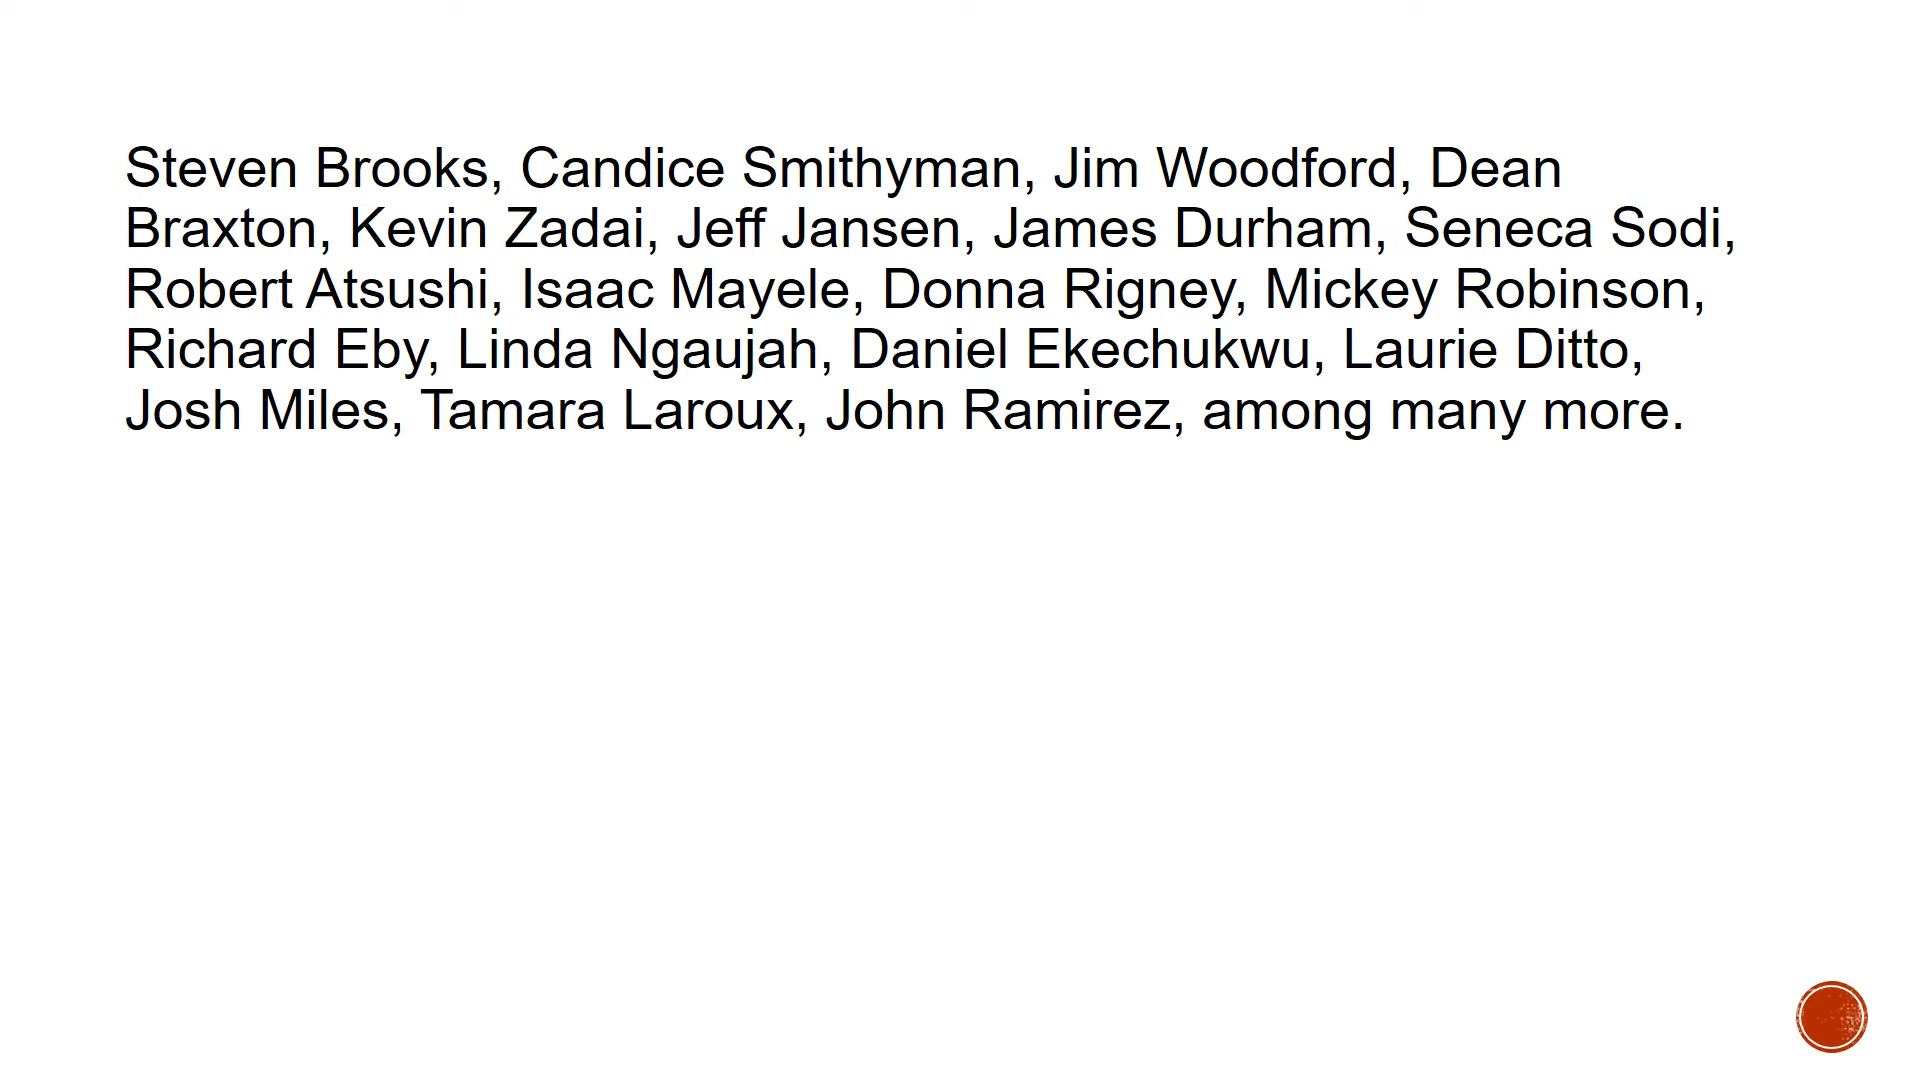 Steven Brooks, Candice Smithyman, Jim Woodford, Dean
Braxton, Kevin Zadai, Jeff Jansen, James Durham, Seneca Sodi,
Robert Atsushi, Isaac Mayele, Donna Rigney, Mickey Robinson,
Richard Eby, Linda Ngaujah, Daniel Ekechukwu, Laurie Ditto,
Josh Miles, Tamara Laroux, John Ramirez, among many more.